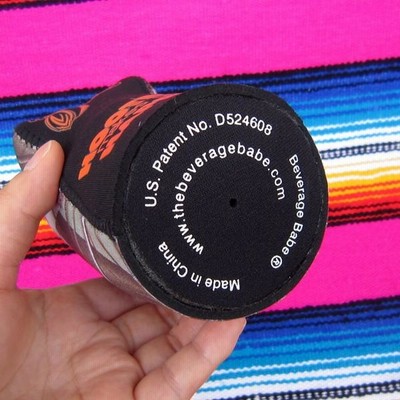 U.S. Patent No. D524608
Beverage Babe ®
www.thebeveragebabe.com
Made in China